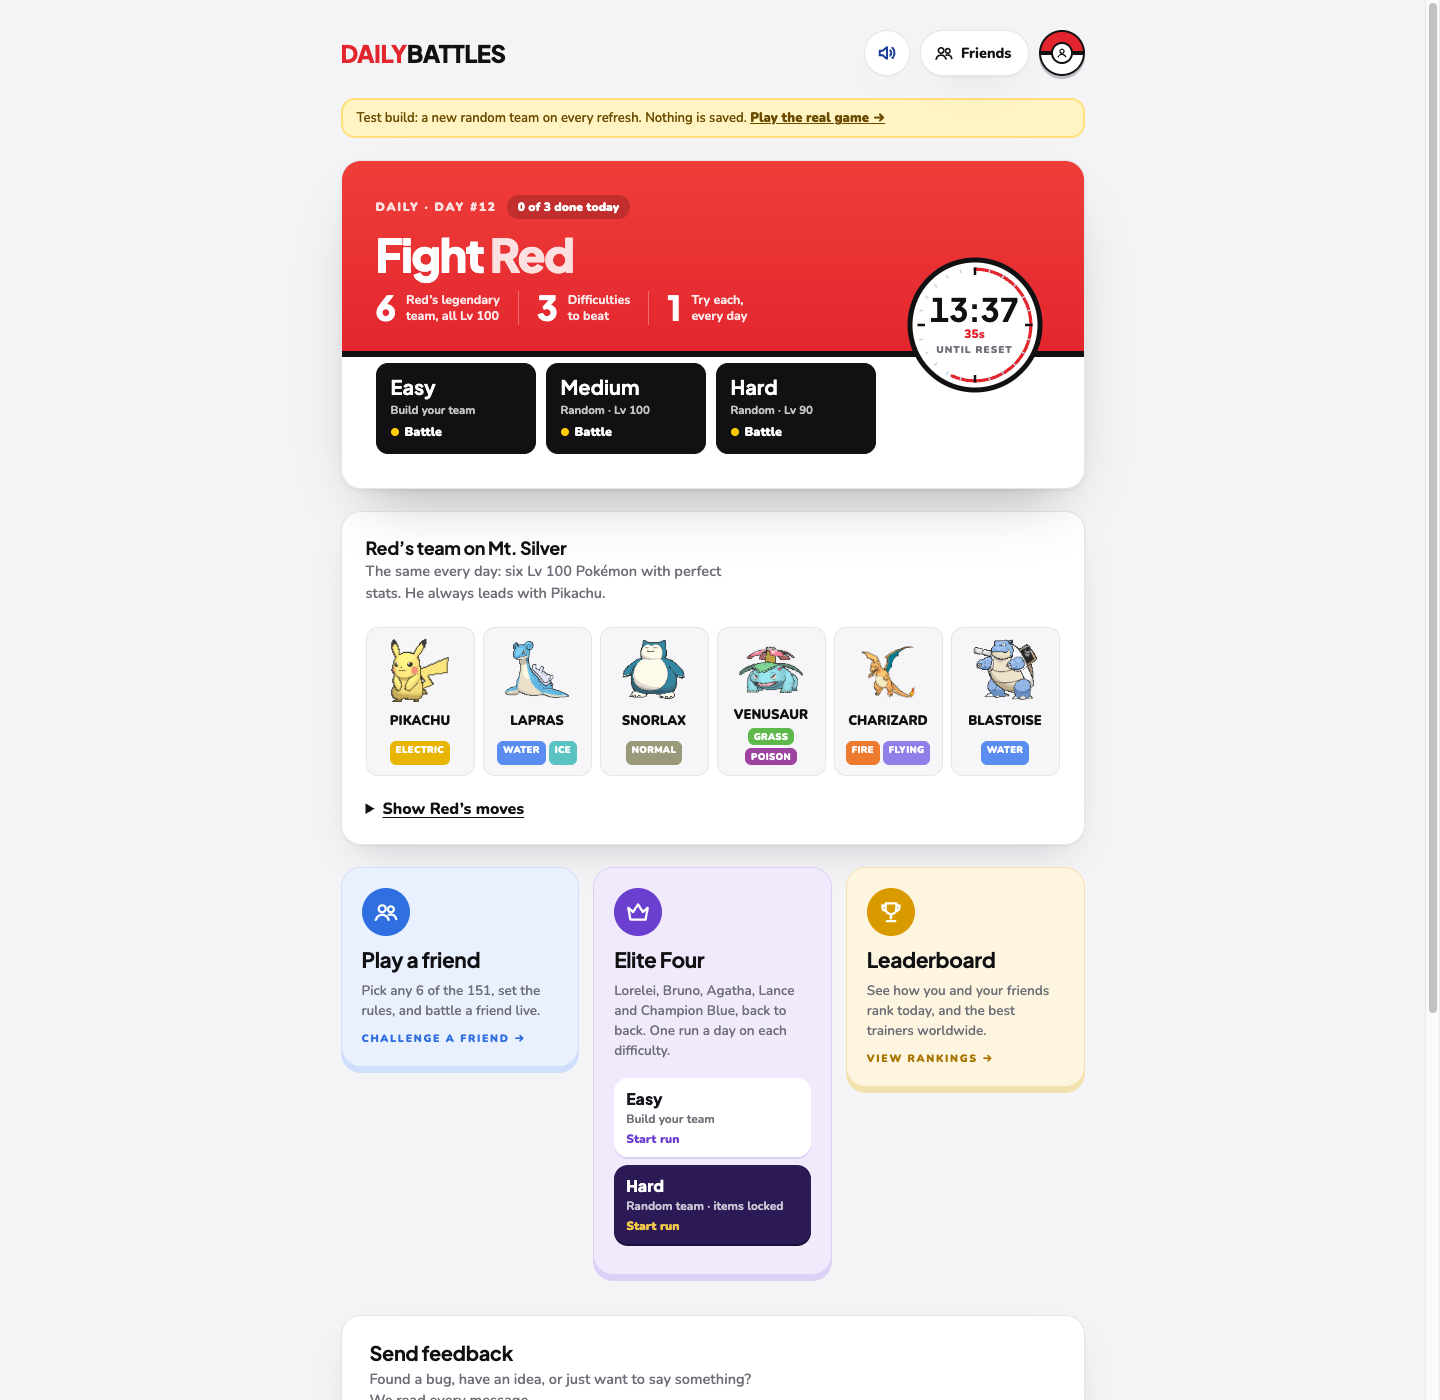 DAILYBATTLES
Friends
Test build: a new random team on every refresh. Nothing is saved. Play the real game →
DAILY · DAY #12
0 of 3 done today
Fight Red
6 Red’s legendary
team, all Lv 100
3 Difficulties
to beat
1 Try each,
every day
13:37
35s
UNTIL RESET
Easy
Build your team
Battle
Medium
Random · Lv 100
Battle
Hard
Random · Lv 90
Battle
Red’s team on Mt. Silver
The same every day: six Lv 100 Pokémon with perfect
stats. He always leads with Pikachu.
PIKACHU
ELECTRIC
LAPRAS
WATER ICE
SNORLAX
NORMAL
VENUSAUR
GRASS
POISON
CHARIZARD
FIRE FLYING
BLASTOISE
WATER
Show Red’s moves
Play a friend
Pick any 6 of the 151, set the
rules, and battle a friend live.
CHALLENGE A FRIEND →
Elite Four
Lorelei, Bruno, Agatha, Lance
and Champion Blue, back to
back. One run a day on each
difficulty.
Easy
Build your team
Start run
Hard
Random team · items locked
Start run
Leaderboard
See how you and your friends
rank today, and the best
trainers worldwide.
VIEW RANKINGS →
Send feedback
Found a bug, have an idea, or just want to say something?
We read every message.